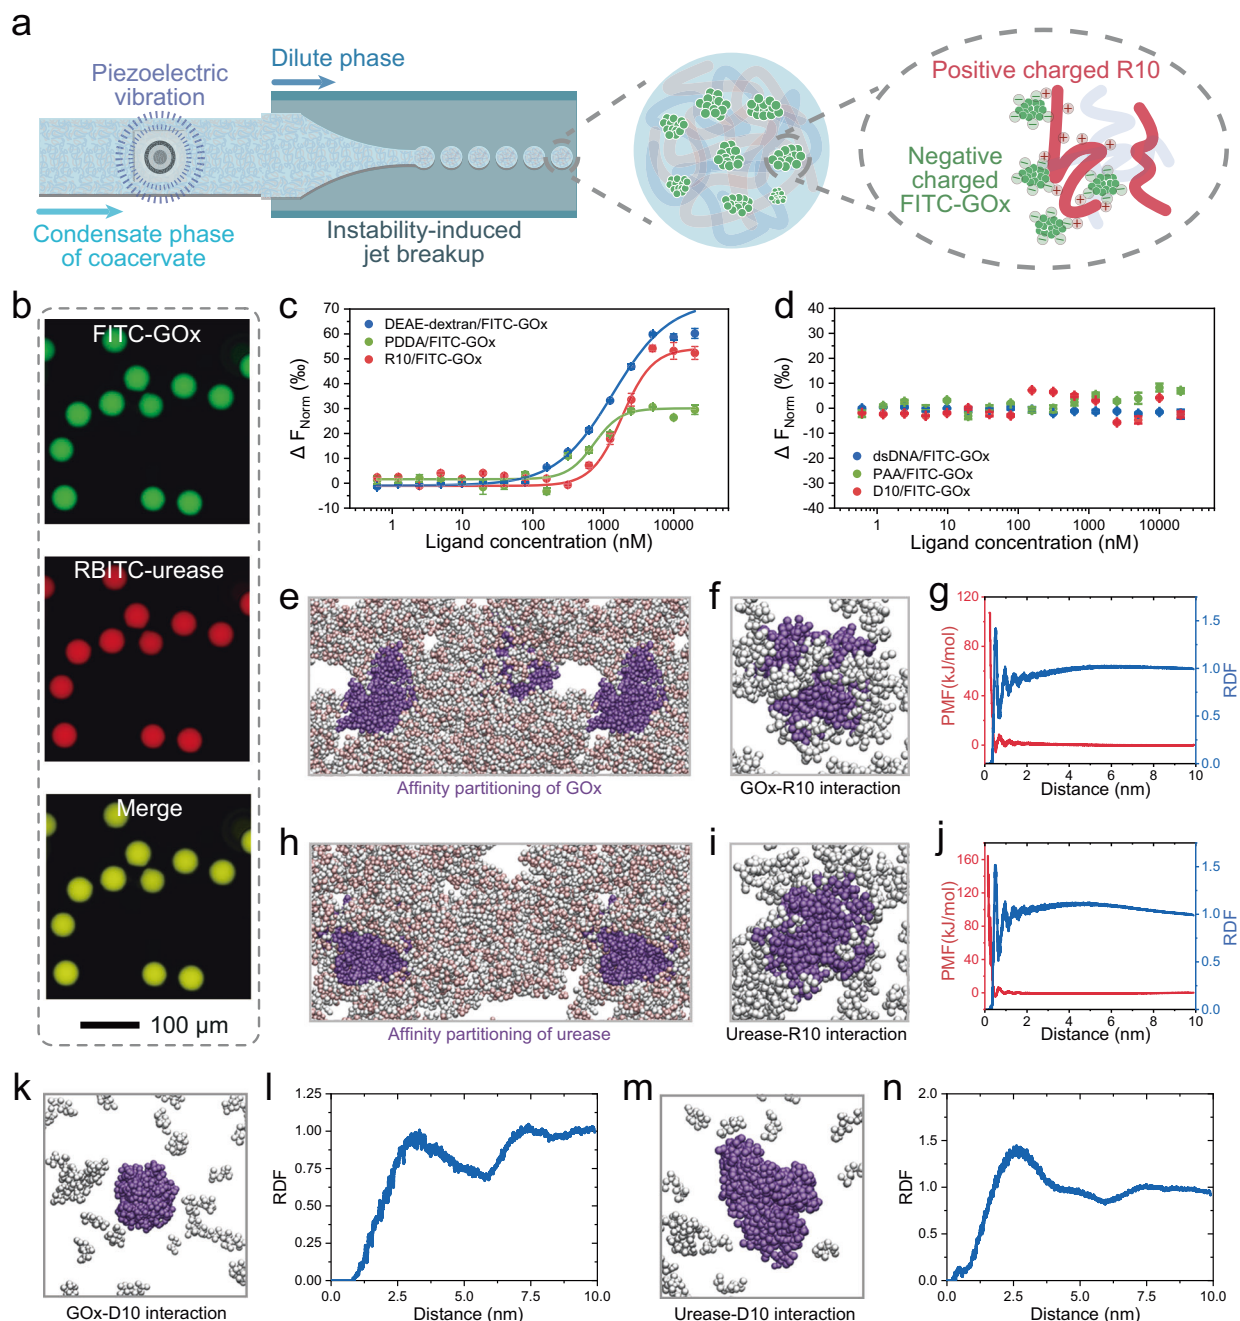 a
Dilute phase
Piezoelectric
vibration
Condensate phase
of coacervate
Instability-induced
jet breakup
Positive charged R10
Negative
charged
FITC-GOx
b
FITC-GOx
RBITC-urease
Merge
100 µm
c
70
60
50
40
30
20
10
0
-10
Δ F_Norm (‰)
DEAE-dextran/FITC-GOx
PDDA/FITC-GOx
R10/FITC-GOx
1 10 100 1000 10000
Ligand concentration (nM)
d
40
30
20
10
0
-10
-20
-30
-40
Δ F_Norm (‰)
dsDNA/FITC-GOx
PAA/FITC-GOx
D10/FITC-GOx
1 10 100 1000 10000
Ligand concentration (nM)
e
Affinity partitioning of GOx
f
GOx-R10 interaction
g
120
80
40
0
PMF(kJ/mol)
1.5
1.0
0.5
0.0
RDF
0 2 4 6 8 10
Distance (nm)
h
Affinity partitioning of urease
i
Urease-R10 interaction
j
160
120
80
40
0
PMF(kJ/mol)
1.5
1.0
0.5
0.0
RDF
0 2 4 6 8 10
Distance (nm)
k
GOx-D10 interaction
l
1.25
1.00
0.75
0.50
0.25
0.00
RDF
0.0 2.5 5.0 7.5 10.0
Distance (nm)
m
Urease-D10 interaction
n
2.0
1.5
1.0
0.5
0.0
RDF
0.0 2.5 5.0 7.5 10.0
Distance (nm)